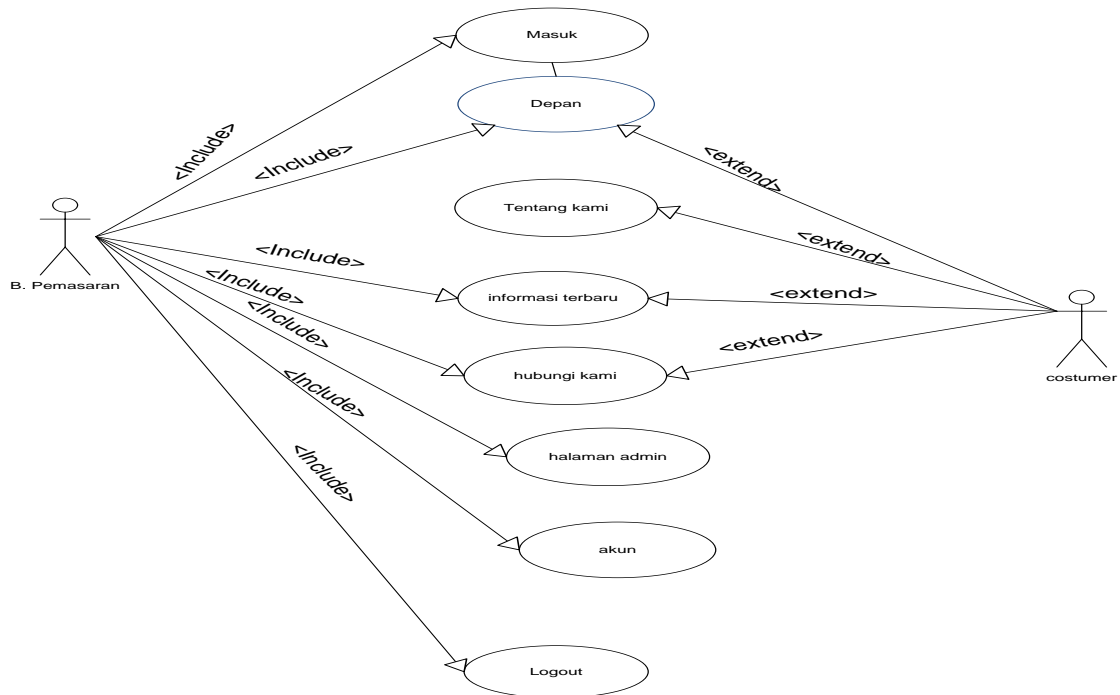 Masuk
Depan
<Include>
<Include>
<extend>
Tentang kami
<extend>
<Include>
B. Pemasaran
<Include>
informasi terbaru
<extend>
<Include>
<extend>
hubungi kami
costumer
<Include>
halaman admin
<Include>
akun
Logout